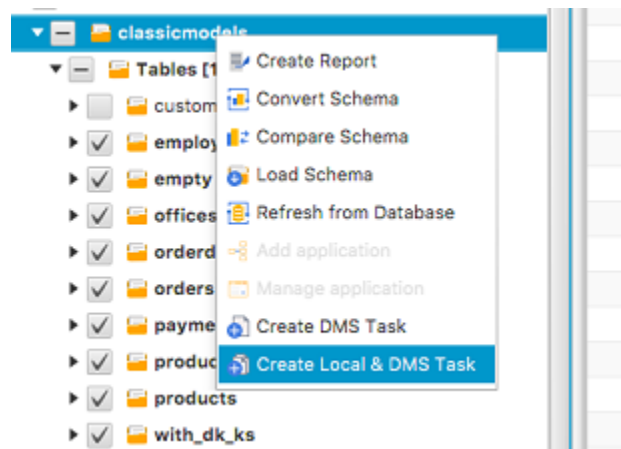 classicmodels
Create Report
Tables [1
Convert Schema
custom
Compare Schema
employ
Load Schema
empty
Refresh from Database
offices
Add application
orderd
Manage application
orders
Create DMS Task
payme
Create Local & DMS Task
produc
products
with_dk_ks